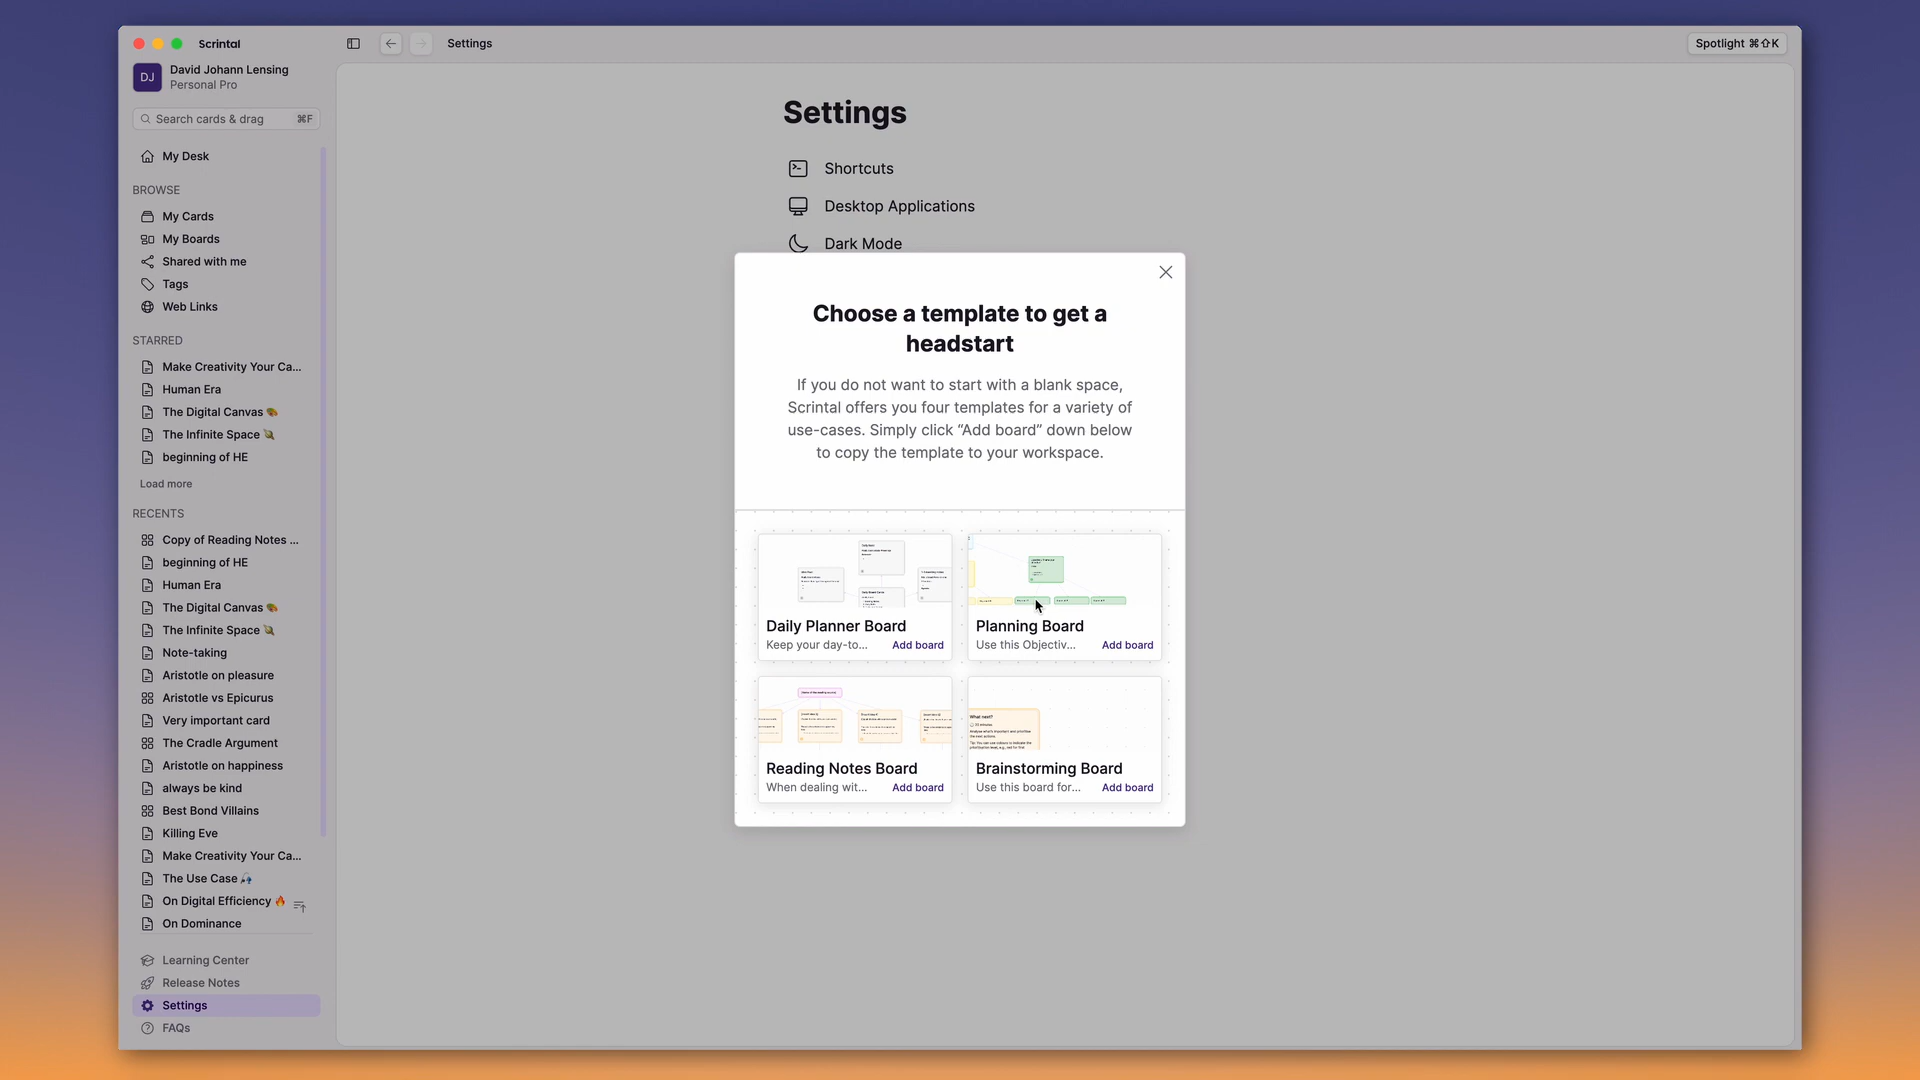 Scrintal
Settings
Spotlight ⌘⇧K
DJ
David Johann Lensing
Personal Pro
Search cards & drag ⌘F
My Desk
BROWSE
My Cards
My Boards
Shared with me
Tags
Web Links
STARRED
Make Creativity Your Ca...
Human Era
The Digital Canvas 🎨
The Infinite Space 🪐
beginning of HE
Load more
RECENTS
Copy of Reading Notes ...
beginning of HE
Human Era
The Digital Canvas 🎨
The Infinite Space 🪐
Note-taking
Aristotle on pleasure
Aristotle vs Epicurus
Very important card
The Cradle Argument
Aristotle on happiness
always be kind
Best Bond Villains
Killing Eve
Make Creativity Your Ca...
The Use Case 🎣
On Digital Efficiency 🔥
On Dominance
Learning Center
Release Notes
Settings
FAQs
Settings
Shortcuts
Desktop Applications
Dark Mode
Choose a template to get a
headstart
If you do not want to start with a blank space,
Scrintal offers you four templates for a variety of
use-cases. Simply click “Add board” down below
to copy the template to your workspace.
Daily Planner Board
Keep your day-to... Add board
Planning Board
Use this Objectiv... Add board
Reading Notes Board
When dealing wit... Add board
What next?
Brainstorming Board
Use this board for... Add board